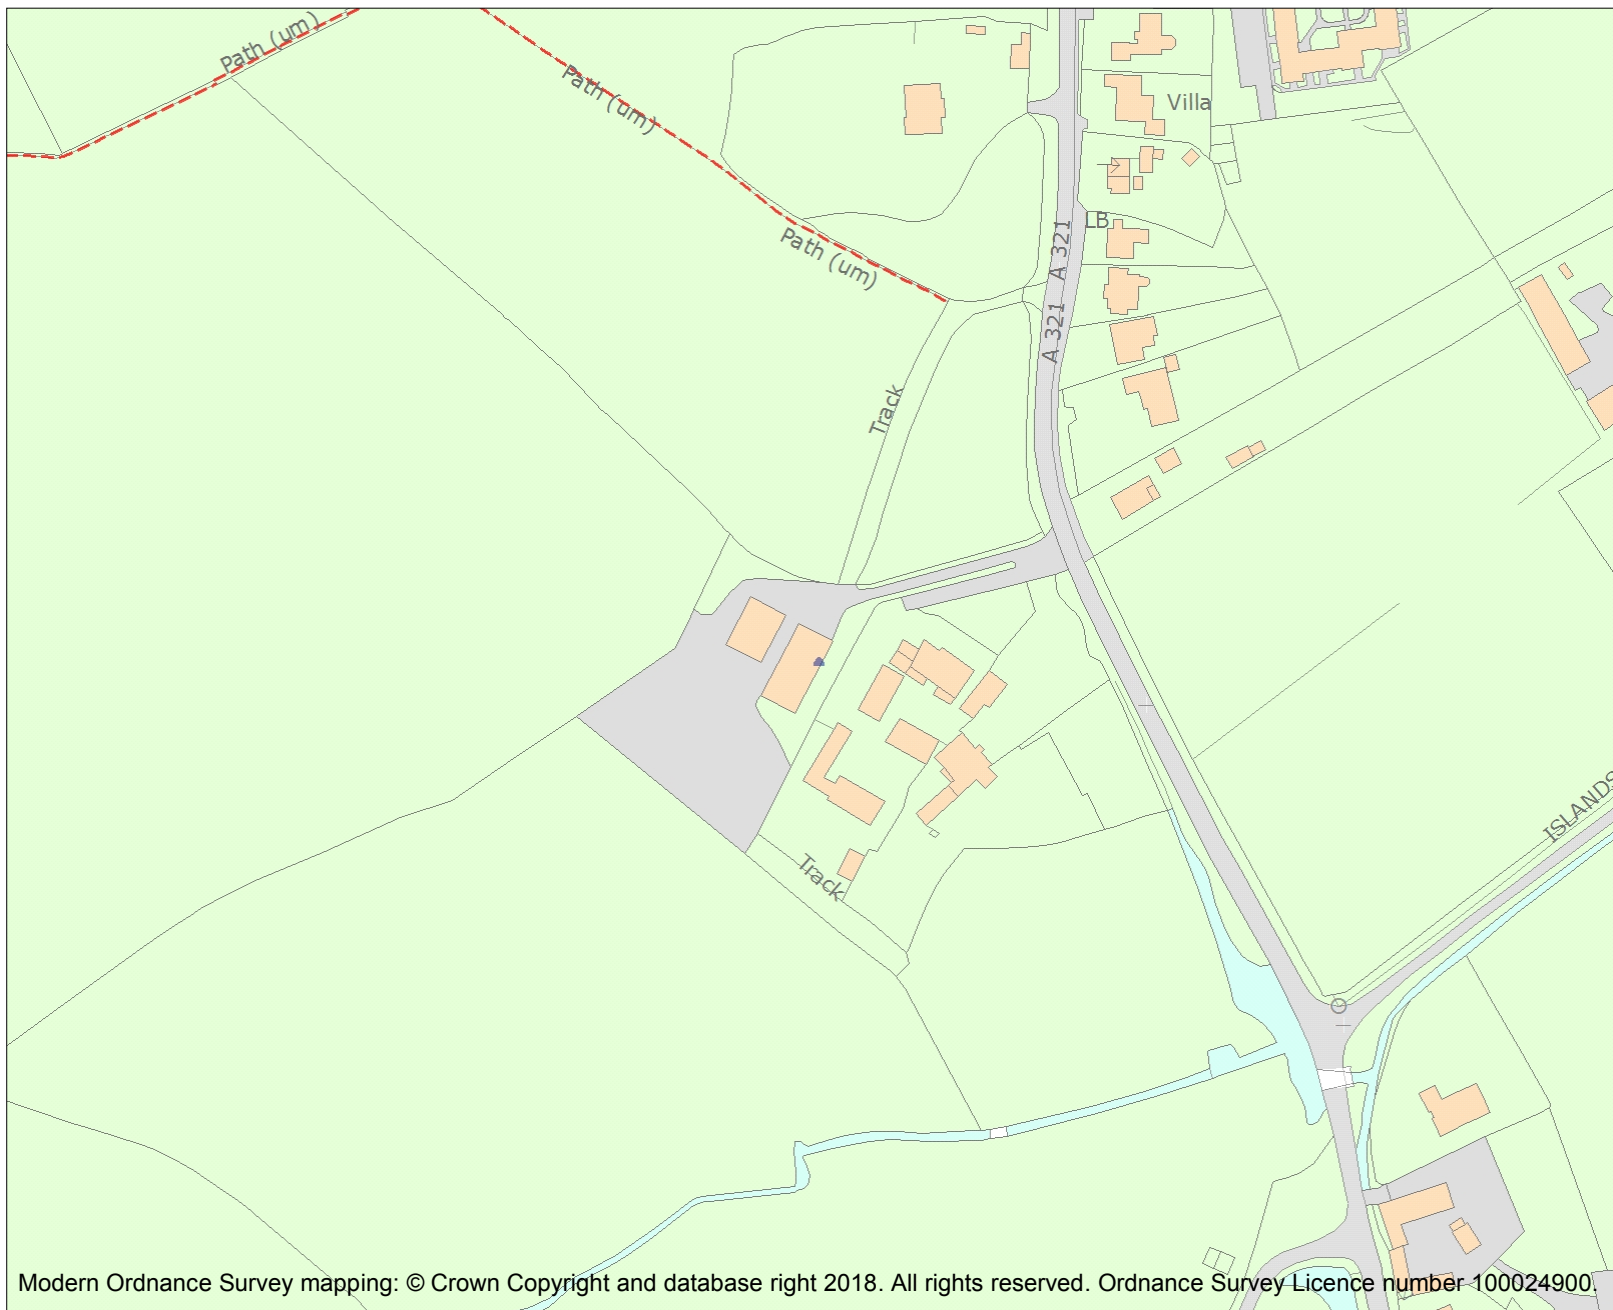 Path (um)
Path (um)
Villa
LB
A 321
Path (um)
A 321
Track
ISLANDS
Track
Modern Ordnance Survey mapping: © Crown Copyright and database right 2018. All rights reserved. Ordnance Survey Licence number 100024900.